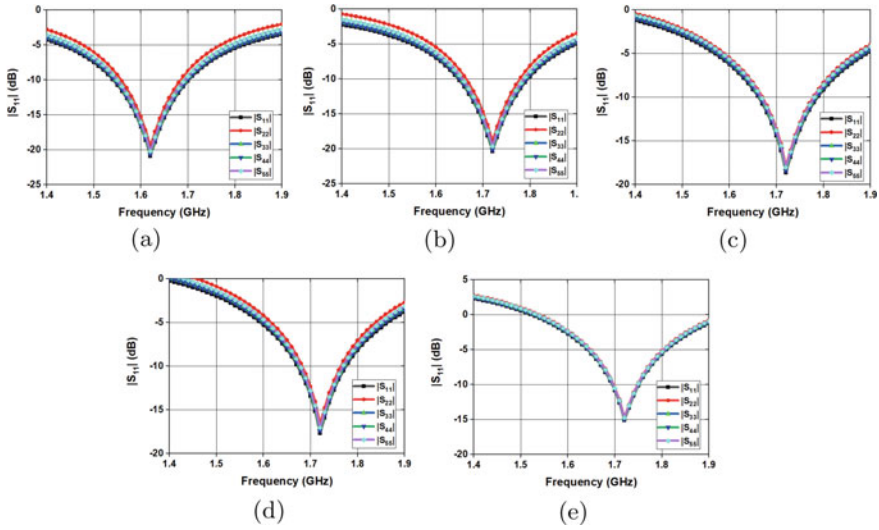 0
-5
-10
-15
-20
-25
|S11| (dB)
1.4 1.5 1.6 1.7 1.8 1.9
Frequency (GHz)
|S11|
|S22|
|S33|
|S44|
|S55|
(a)
0
-5
-10
-15
-20
-25
|S11| (dB)
1.4 1.5 1.6 1.7 1.8 1.
Frequency (GHz)
|S11|
|S22|
|S33|
|S44|
|S55|
(b)
0
-5
-10
-15
-20
|S11| (dB)
1.4 1.5 1.6 1.7 1.8 1.9
Frequency (GHz)
|S11|
|S22|
|S33|
|S44|
|S55|
(c)
0
-5
-10
-15
-20
|S11| (dB)
1.4 1.5 1.6 1.7 1.8 1.9
Frequency (GHz)
|S11|
|S22|
|S33|
|S44|
|S55|
(d)
5
0
-5
-10
-15
-20
|S11| (dB)
1.4 1.5 1.6 1.7 1.8 1.9
Frequency (GHz)
|S11|
|S22|
|S33|
|S44|
|S55|
(e)